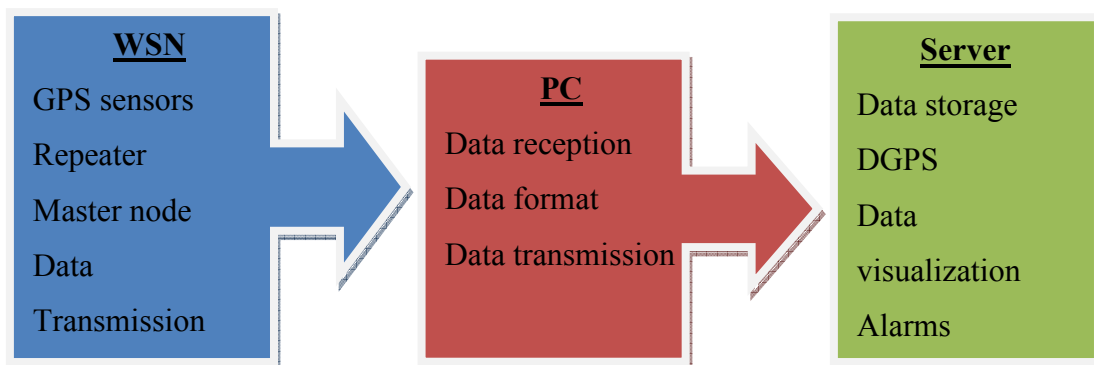 WSN
GPS sensors
Repeater
Master node
Data
Transmission
PC
Data reception
Data format
Data transmission
Server
Data storage
DGPS
Data
visualization
Alarms